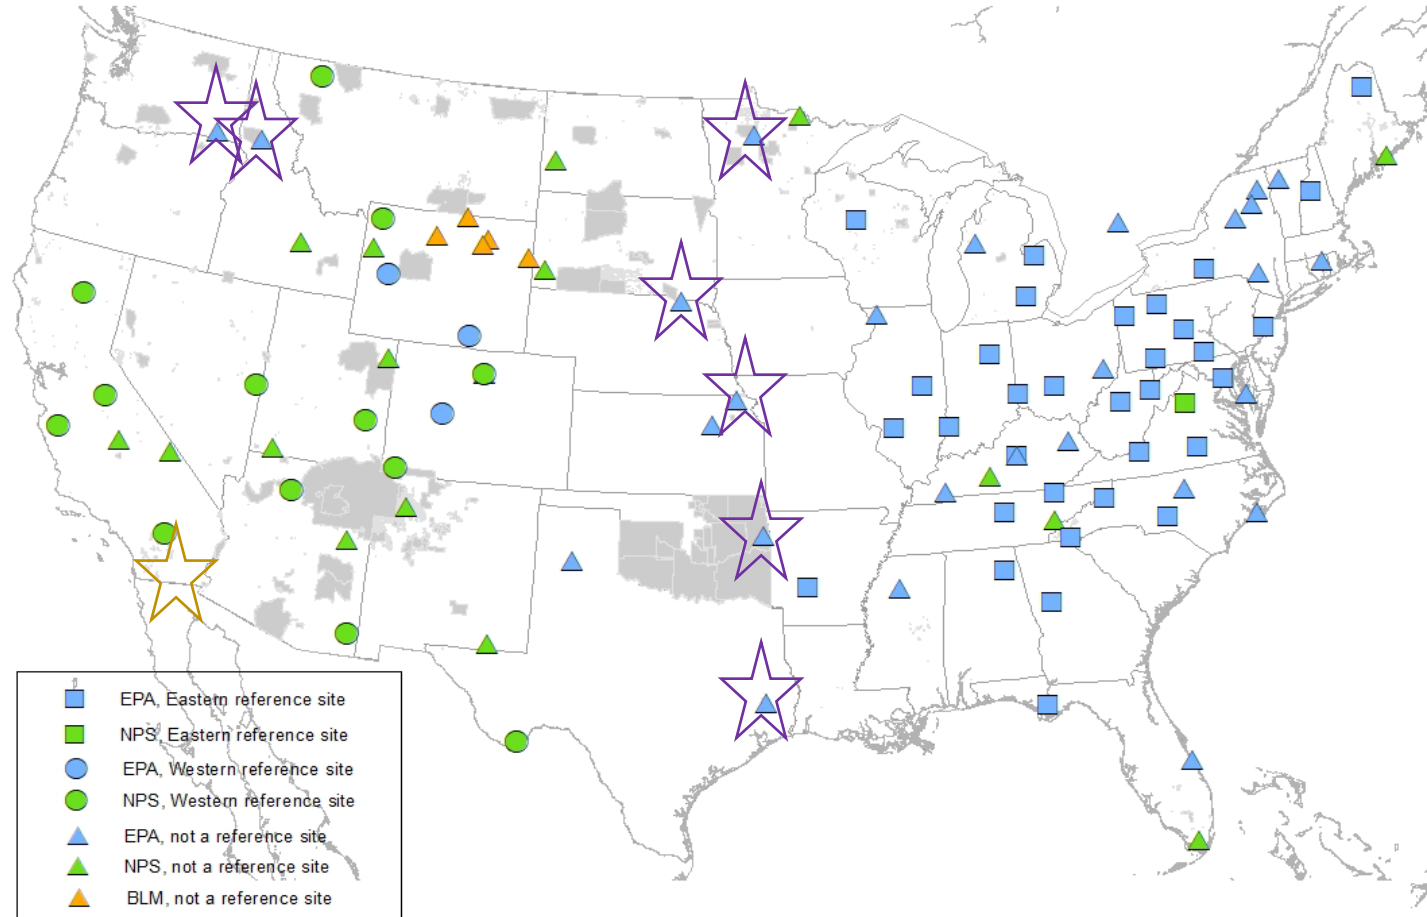 EPA, Eastern reference site
NPS, Eastern reference site
EPA, Western reference site
NPS, Western reference site
EPA, not a reference site
NPS, not a reference site
BLM, not a reference site